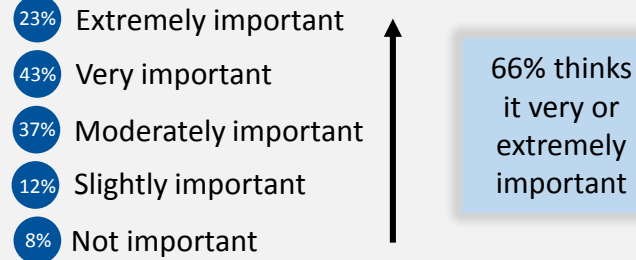 23% Extremely important
43% Very important
37% Moderately important
12% Slightly important
8% Not important
66% thinks
it very or
extremely
important